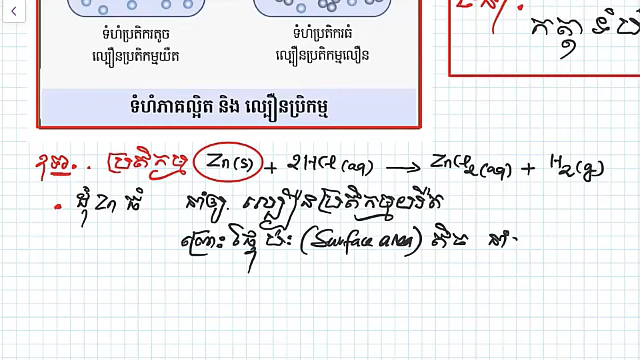 ទំហំប្រតិករតូច
ល្បឿនប្រតិកម្មយឺត
ទំហំប្រតិករធំ
ល្បឿនប្រតិកម្មលឿន
ទំហំភាគល្អិត និង ល្បឿនប្រិកម្ម
កត្តា
ឧទា. . ប្រតិកម្ម Zn(s) + 2HCl(aq) → ZnCl2(aq) + H2(g)
• ដុំ Zn ធំ នាំឲ្យ ល្បឿនប្រតិកម្មយឺត
ព្រោះផ្ទៃប៉ះ (Surface area) តិច នាំ